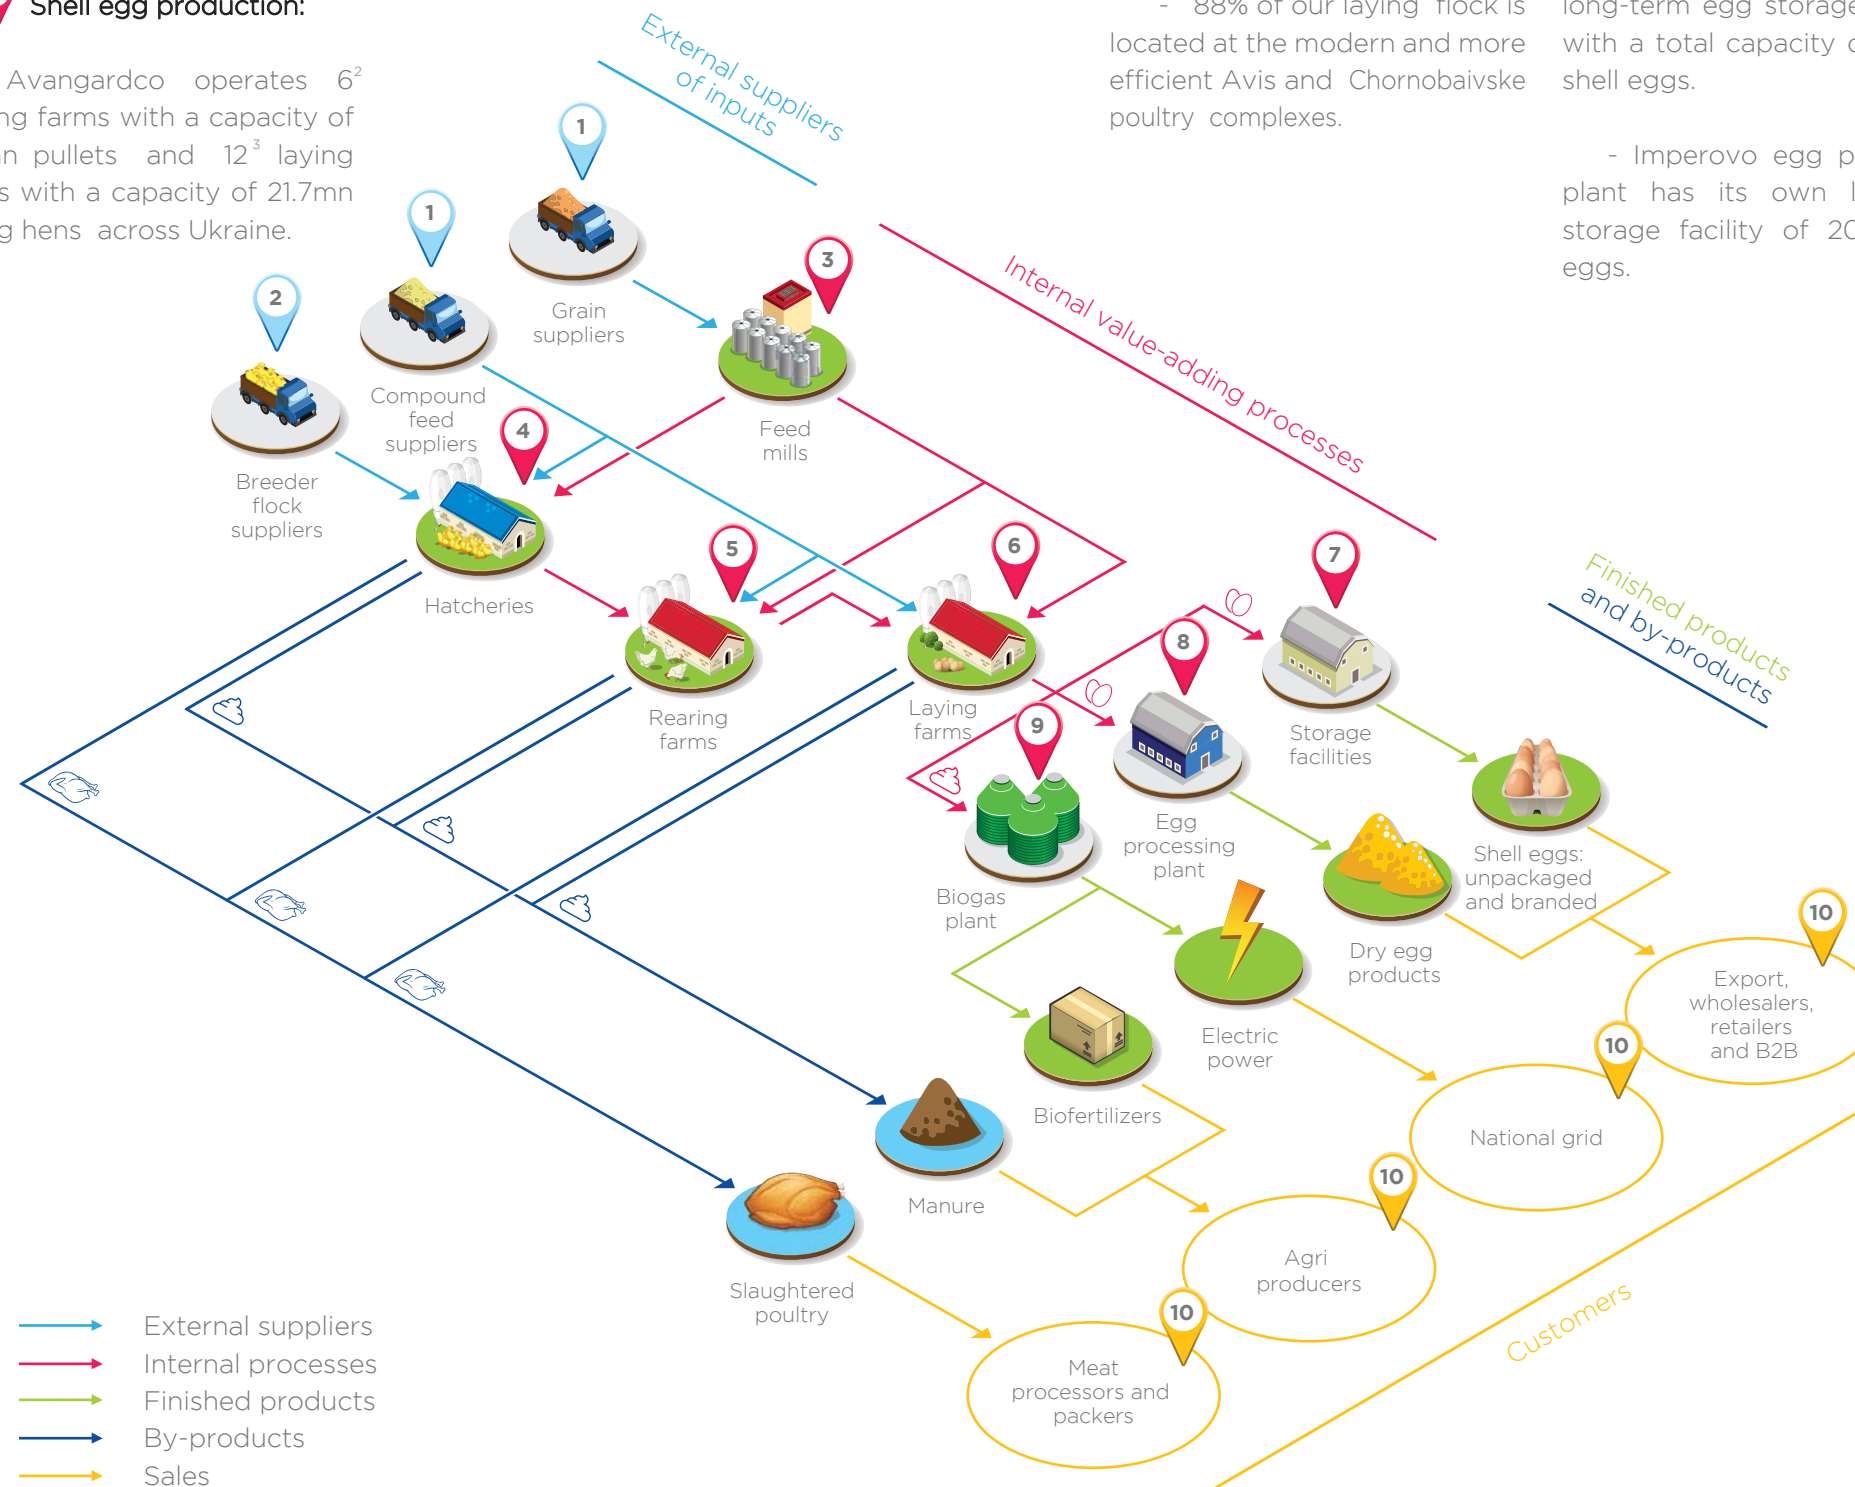 Shell egg production:
Avangardco operates 6²
farms with a capacity of
pullets and 12³ laying
with a capacity of 21.7mn
hens across Ukraine.
- 88% of our laying flock is
located at the modern and more
efficient Avis and Chornobaivske
poultry complexes.
long-term egg storage
with a total capacity
shell eggs.
- Imperovo egg
plant has its own
storage facility of
eggs.
External suppliers
of inputs
1
1
2
Grain
suppliers
3
Compound
feed
suppliers
4
Feed
mills
Internal value-adding processes
Breeder
flock
suppliers
Hatcheries
5
6
7
8
9
Rearing
farms
Laying
farms
Storage
facilities
Finished products
and by-products
Egg
processing
plant
Biogas
plant
Shell eggs:
unpackaged
and branded
Dry egg
products
Electric
power
Biofertilizers
Manure
Slaughtered
poultry
10
Export,
wholesalers,
retailers
and B2B
10
National grid
10
Agri
producers
10
Meat
processors and
packers
Customers
External suppliers
Internal processes
Finished products
By-products
Sales